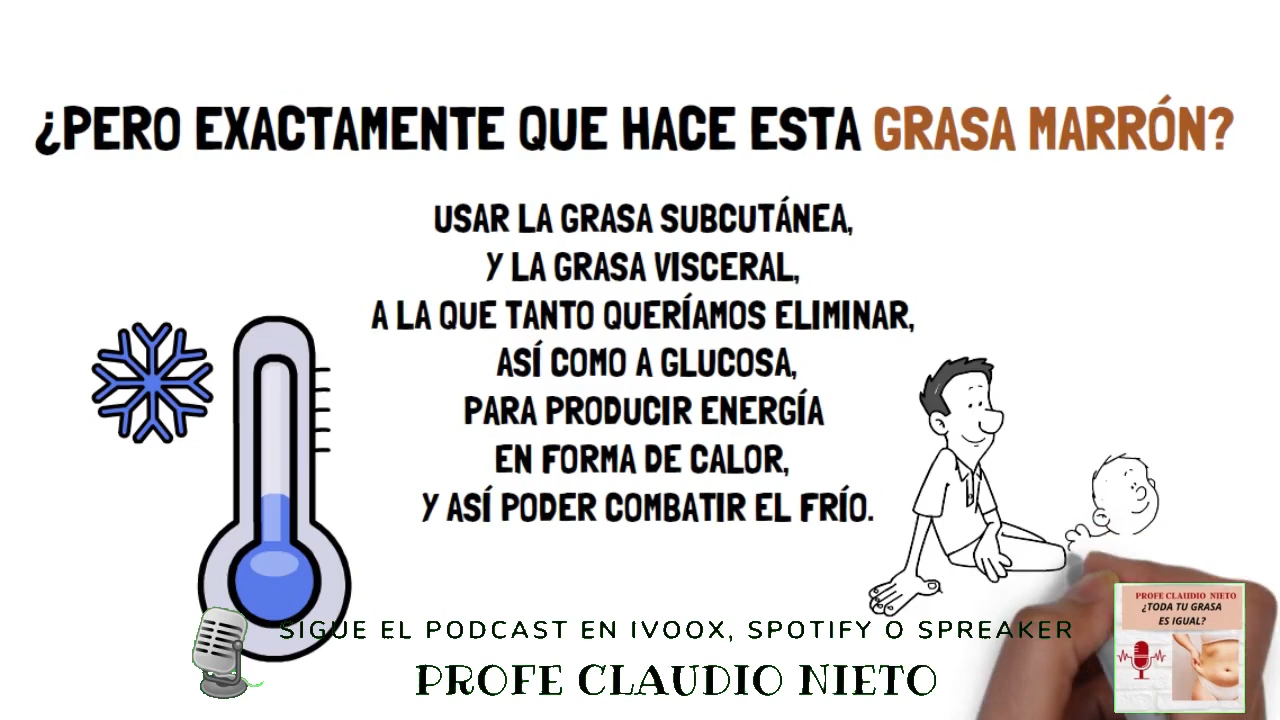 ¿PERO EXACTAMENTE QUE HACE ESTA GRASA MARRÓN?
USAR LA GRASA SUBCUTÁNEA,
Y LA GRASA VISCERAL,
A LA QUE TANTO QUERÍAMOS ELIMINAR,
ASÍ COMO A GLUCOSA,
PARA PRODUCIR ENERGÍA
EN FORMA DE CALOR,
Y ASÍ PODER COMBATIR EL FRÍO.
SIGUE EL PODCAST EN IVOOX, SPOTIFY O SPREAKER
PROFE CLAUDIO NIETO
PROFE CLAUDIO NIETO
¿TODA TU GRASA
ES IGUAL?